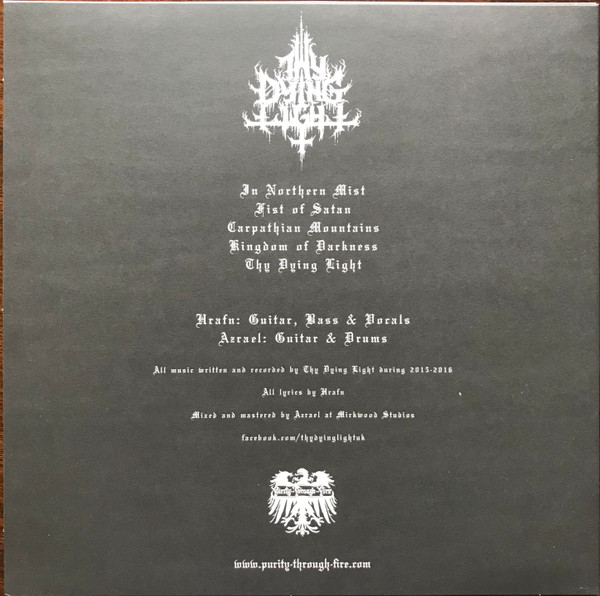 THY
DYING
LIGHT
In Northern Mist
Fist of Satan
Carpathian Mountains
Kingdom of Darkness
Thy Dying Light
Hrafn: Guitar, Bass & Vocals
Azrael: Guitar & Drums
All music written and recorded by Thy Dying Light during 2015-2016
All lyrics by Hrafn
Mixed and mastered by Azrael at Mirkwood Studios
facebook.com/thydyinglightuk
Purity Through Fire
www.purity-through-fire.com